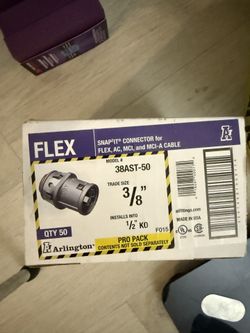 FLEX
SNAP²IT® CONNECTOR for
FLEX, AC, MCI, and MCI-A CABLE
MODEL #
38AST-50
TRADE SIZE
3/8"
INSTALLS INTO
1/2" KO
QTY 50
Arlington
PRO PACK
CONTENTS NOT SOLD SEPARATELY
MADE IN USA
FO15